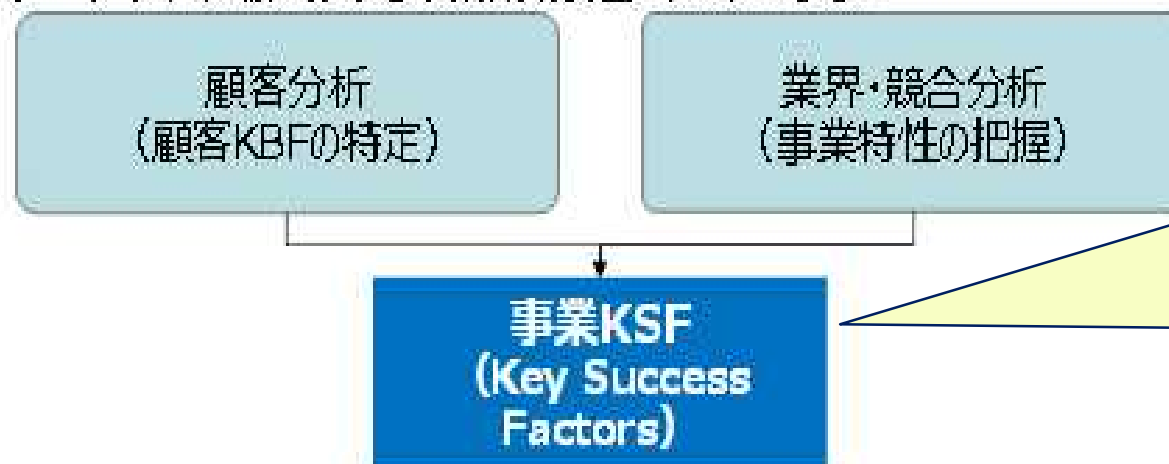 顧客分析
(顧客KBFの特定)
業界・競合分析
(事業特性の把握)
事業KSF
(Key Success
Factors)